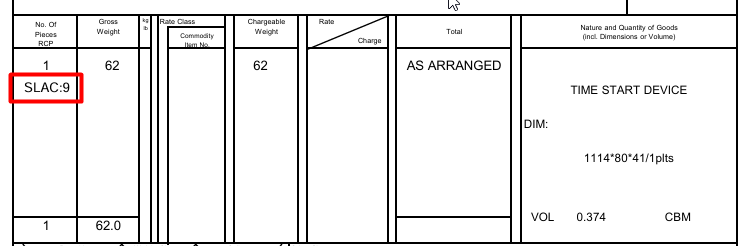 No. Of Pieces RCP
Gross Weight
kg lb
Rate Class
Commodity Item No.
Chargeable Weight
Rate
Charge
Total
Nature and Quantity of Goods
(incl. Dimensions or Volume)
1
62
62
AS ARRANGED
SLAC:9
TIME START DEVICE
DIM:
1114*80*41/1plts
1
62.0
VOL 0.374 CBM